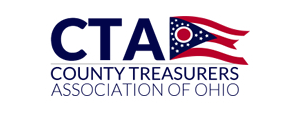 CTA
COUNTY TREASURERS
ASSOCIATION OF OHIO